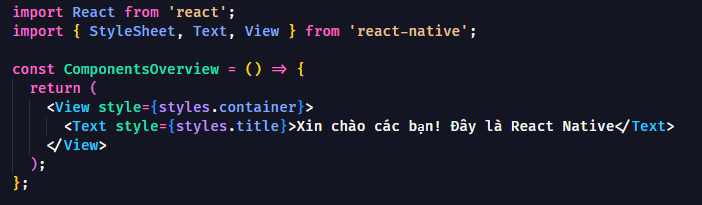 import React from 'react';
import { StyleSheet, Text, View } from 'react-native';
const ComponentsOverview = () => {
return (
<View style={styles.container}>
<Text style={styles.title}>Xin chào các bạn! Đây là React Native</Text>
</View>
);
};